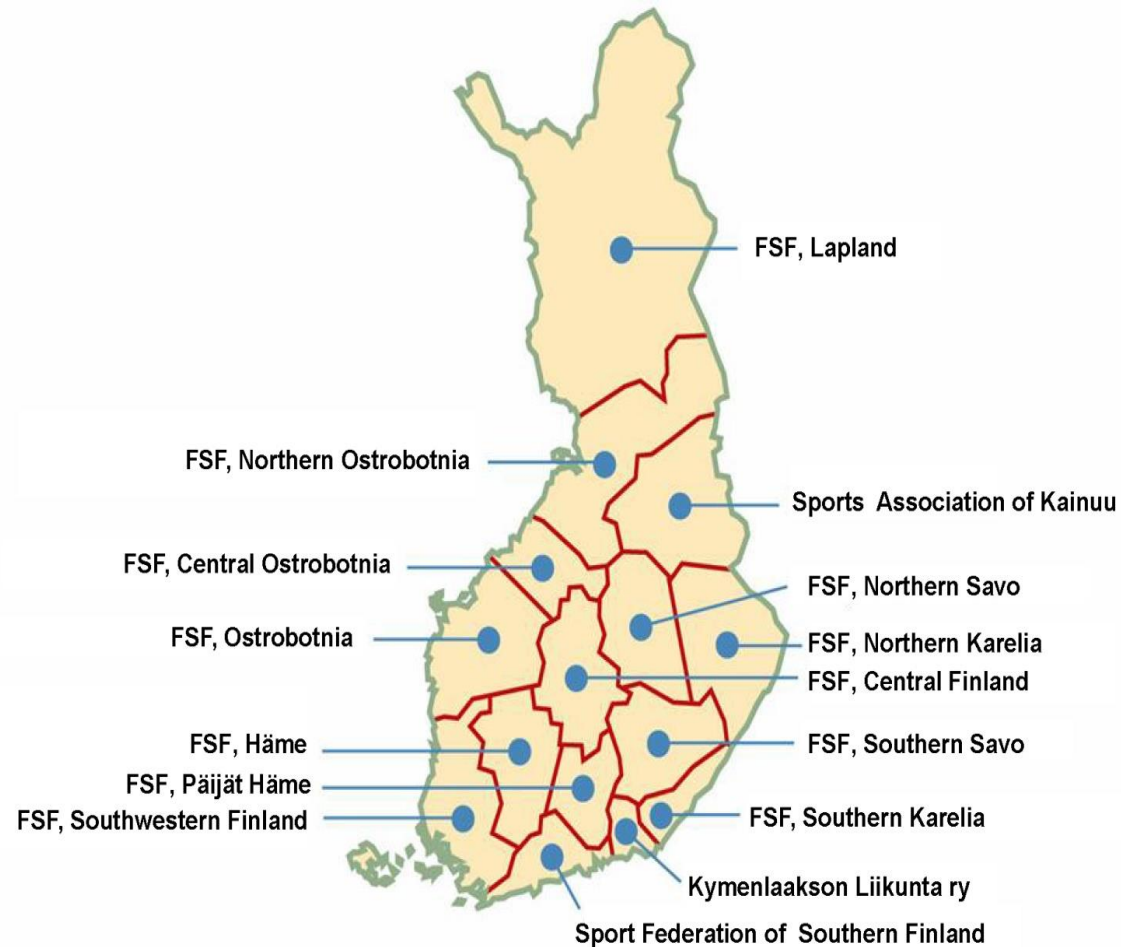 FSF, Lapland
FSF, Northern Ostrobotnia
Sports Association of Kainuu
FSF, Central Ostrobotnia
FSF, Northern Savo
FSF, Ostrobotnia
FSF, Northern Karelia
FSF, Central Finland
FSF, Häme
FSF, Southern Savo
FSF, Päijät Häme
FSF, Southwestern Finland
FSF, Southern Karelia
Kymenlaakson Liikunta ry
Sport Federation of Southern Finland